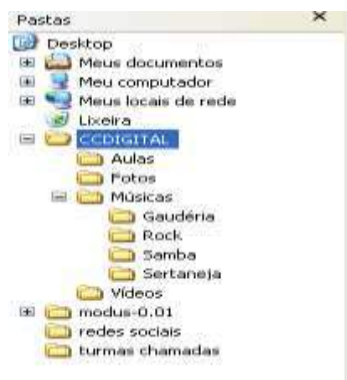 Pastas
Desktop
Meus documentos
Meu computador
Meus locais de rede
Lixeira
CCDIGITAL
Aulas
Fotos
Músicas
Gaudéria
Rock
Samba
Sertaneja
Vídeos
modus-0.01
redes sociais
turmas chamadas